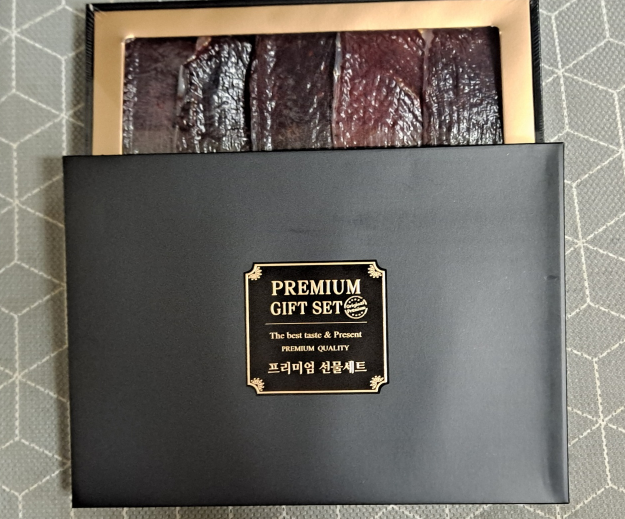 PREMIUM
GIFT SET
The best taste & Present
PREMIUM QUALITY
프리미엄 선물세트